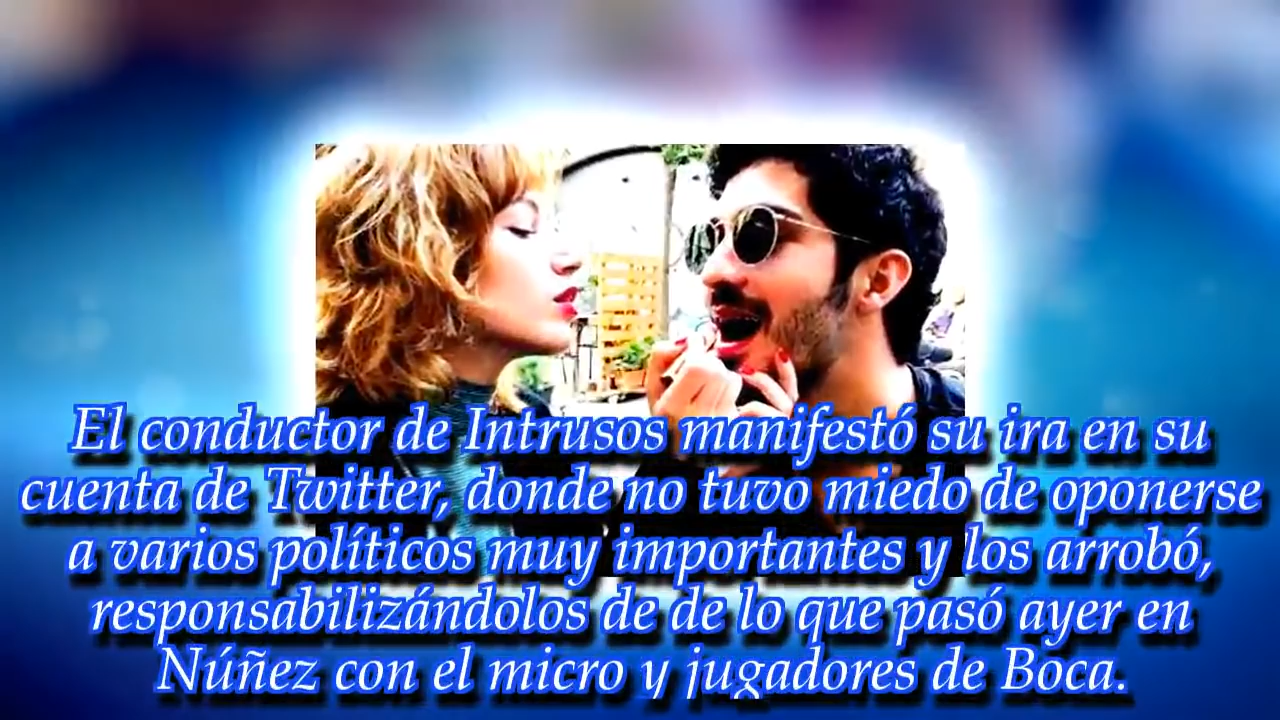 El conductor de Intrusos manifestó su ira en su
cuenta de Twitter, donde no tuvo miedo de oponerse
a varios políticos muy importantes y los arrobó,
responsabilizándolos de de lo que pasó ayer en
Núñez con el micro y jugadores de Boca.